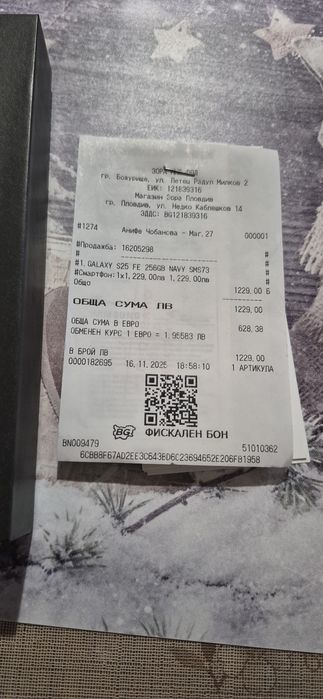 гр. Божурище, ул. Летец Радул Милков 2
ЕИК: 121839316
Магазин Зора Пловдив
гр. Пловдив, ул. Недко Каблешков 14
ЗДДС: BG121839316
#1274 Анифе Чобанова - Маг.27 000001
#Продажба: 16205298 #
# #
#1. GALAXY S25 FE 256GB NAVY SM573 #
#Смартфон:1x1,229,00лв 1,229,00лв #
Общо 1229,00 Б
ОБЩА СУМА ЛВ 1229,00
ОБЩА СУМА В ЕВРО 628,38
ОБМЕНЕН КУРС 1 ЕВРО = 1.95583 ЛВ
В БРОЙ ЛВ 1229,00
0000182695 16.11.2025 18:58:10 1 АРТИКУЛА
BG ФИСКАЛЕН БОН
BN009479 51010362